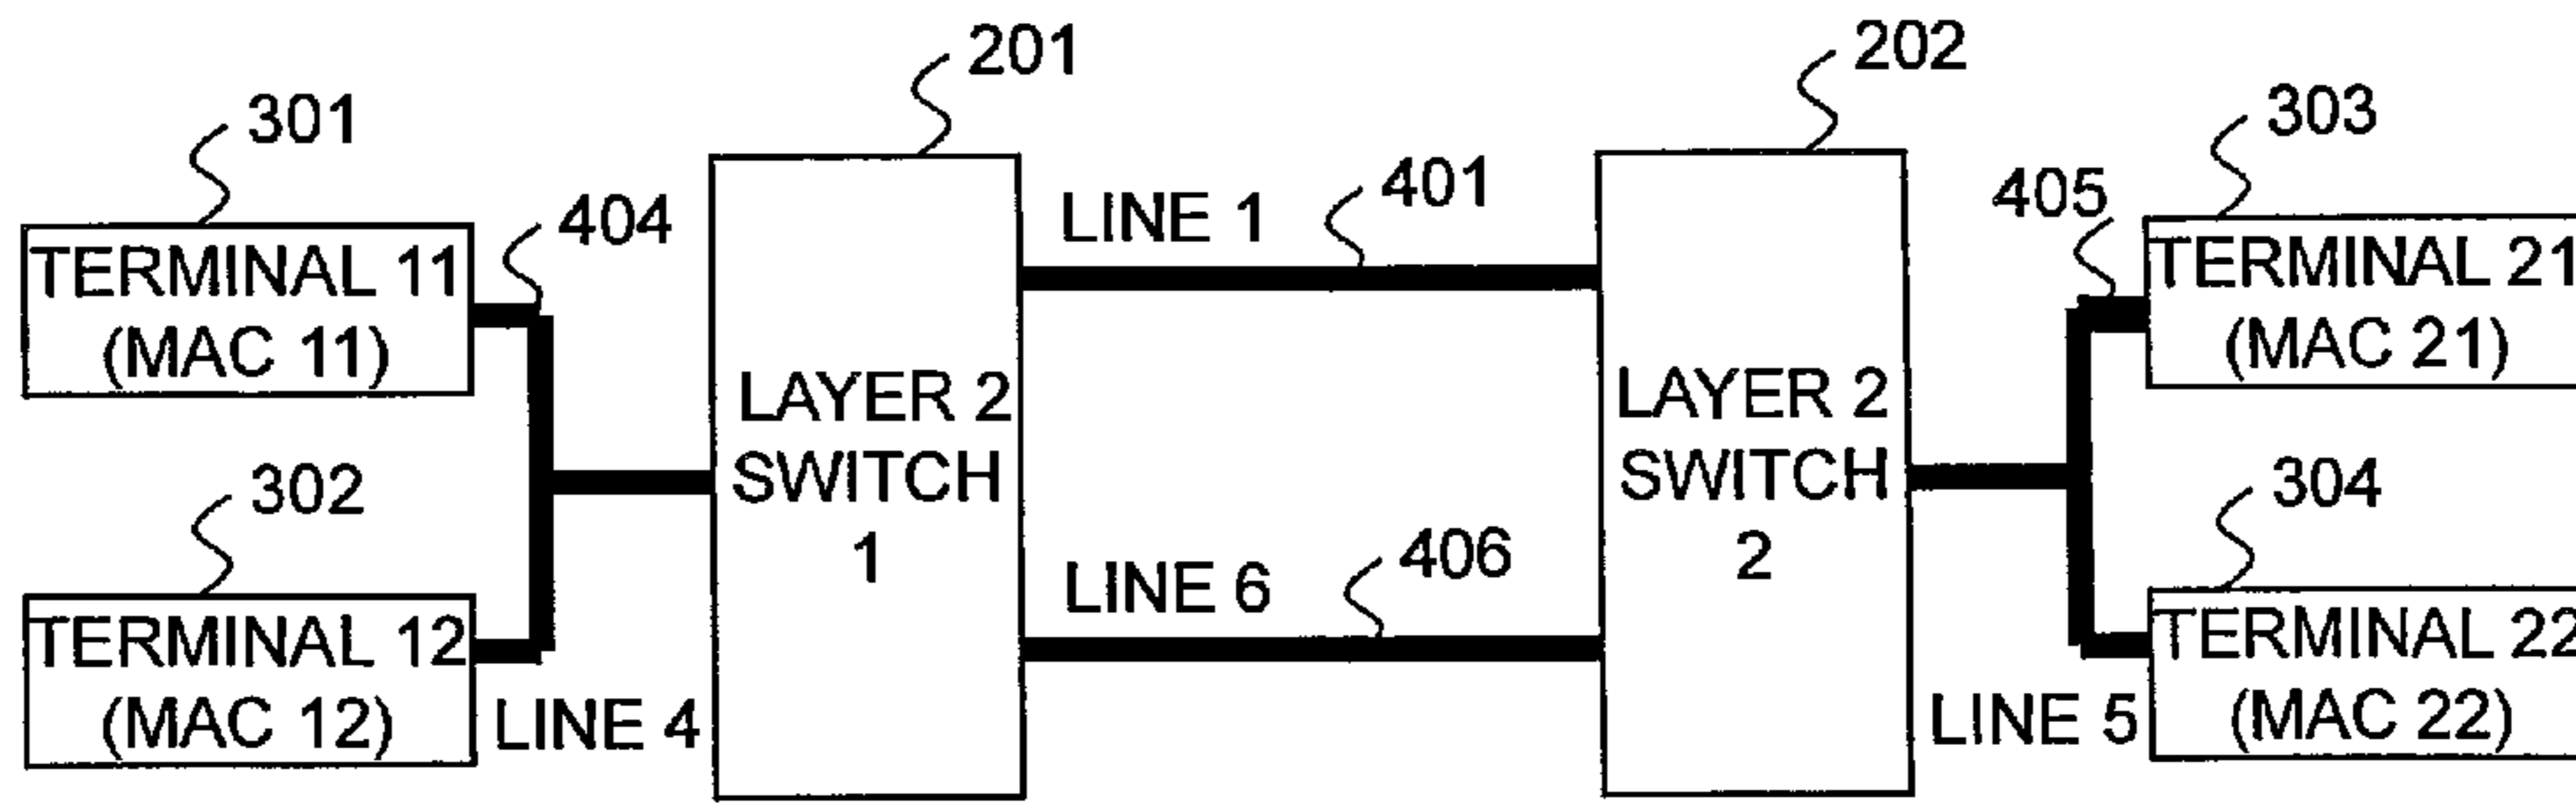 201
202
301
303
404
LINE 1
401
405
TERMINAL 11
(MAC 11)
TERMINAL 21
(MAC 21)
LAYER 2
SWITCH
1
LAYER 2
SWITCH
2
302
304
LINE 6
406
TERMINAL 12
(MAC 12)
LINE 4
LINE 5
TERMINAL 22
(MAC 22)